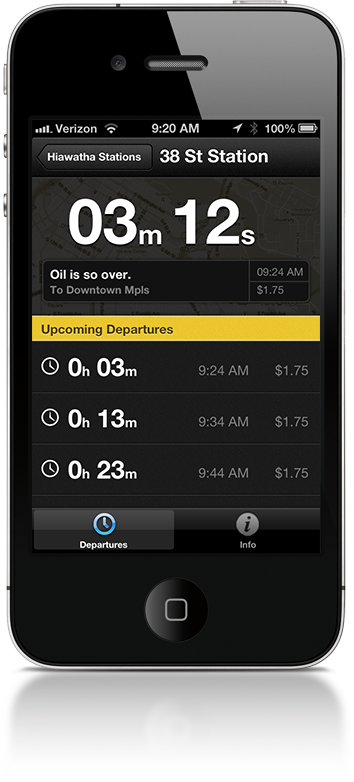 Verizon 9:20 AM 100%
Hiawatha Stations 38 St Station
03m 12s
Oil is so over. 09:24 AM
To Downtown Mpls $1.75
Upcoming Departures
0h 03m 9:24 AM $1.75
0h 13m 9:34 AM $1.75
0h 23m 9:44 AM $1.75
Departures Info